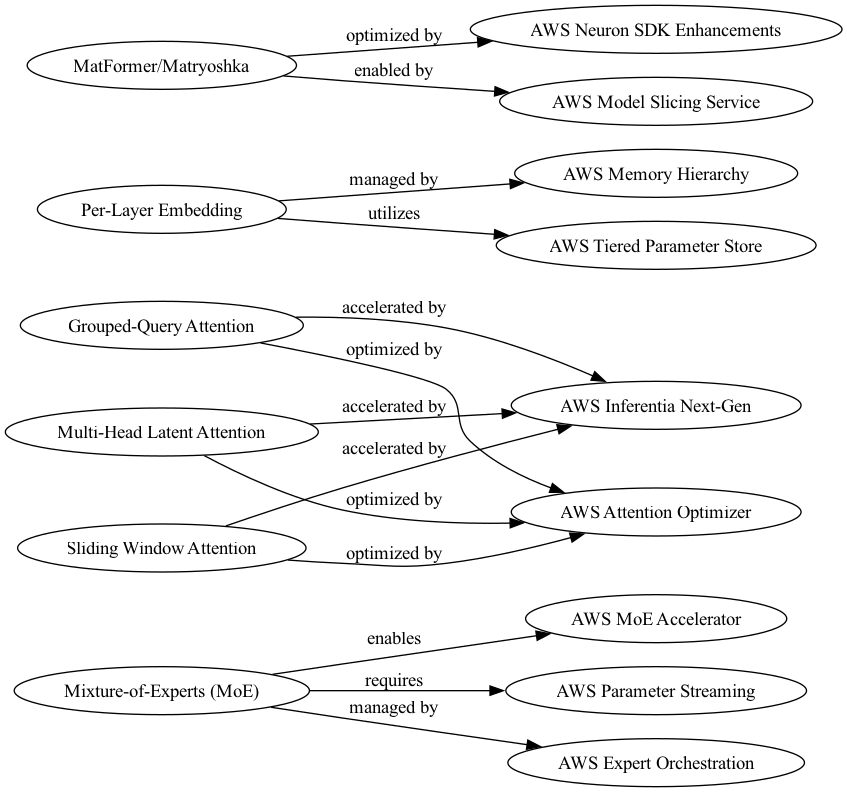 MatFormer/Matryoshka
optimized by
AWS Neuron SDK Enhancements
enabled by
AWS Model Slicing Service
Per-Layer Embedding
managed by
AWS Memory Hierarchy
utilizes
AWS Tiered Parameter Store
Grouped-Query Attention
accelerated by
optimized by
AWS Inferentia Next-Gen
Multi-Head Latent Attention
accelerated by
accelerated by
optimized by
AWS Attention Optimizer
Sliding Window Attention
optimized by
AWS MoE Accelerator
enables
Mixture-of-Experts (MoE)
requires
AWS Parameter Streaming
managed by
AWS Expert Orchestration